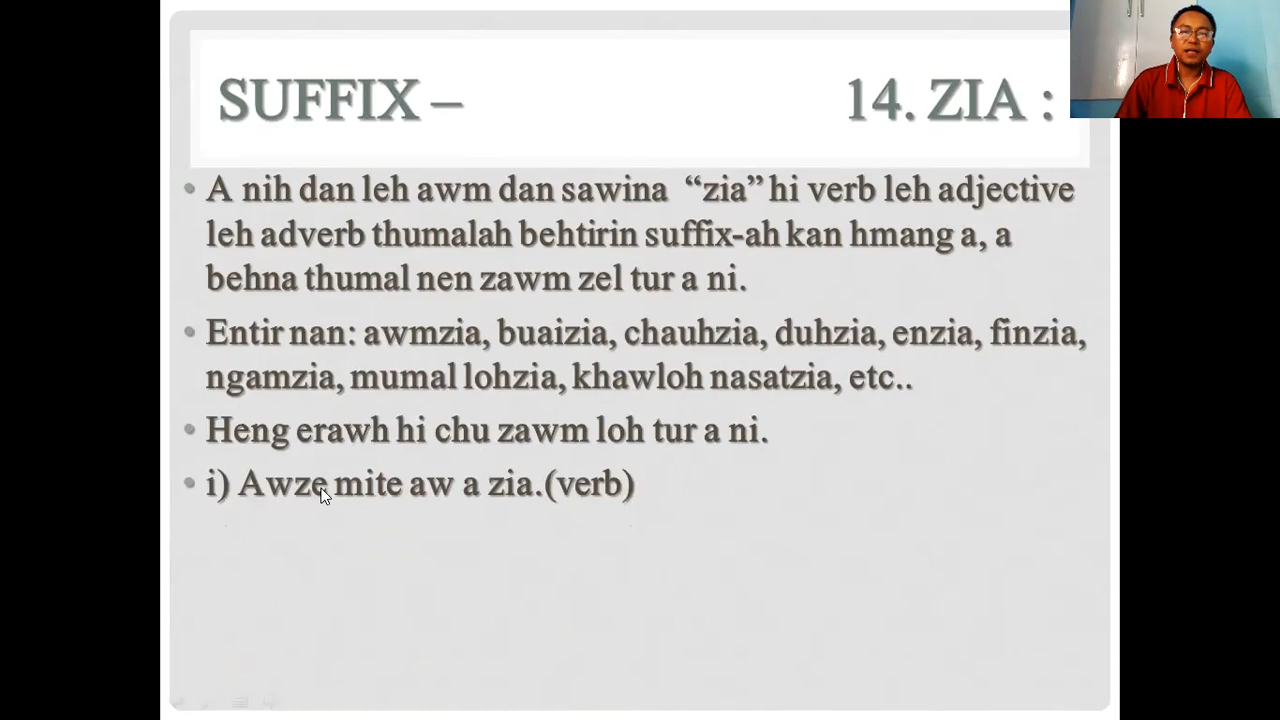 SUFFIX – 14. ZIA :
A nih dan leh awm dan sawina “zia” hi verb leh adjective
leh adverb thumalah behtirin suffix-ah kan hmang a, a
behna thumal nen zawm zel tur a ni.
Entir nan: awmzia, buaizia, chauhzia, duhzia, enzia, finzia,
ngamzia, mumal lohzia, khawloh nasatzia, etc..
Heng erawh hi chu zawm loh tur a ni.
i) Awze mite aw a zia.(verb)